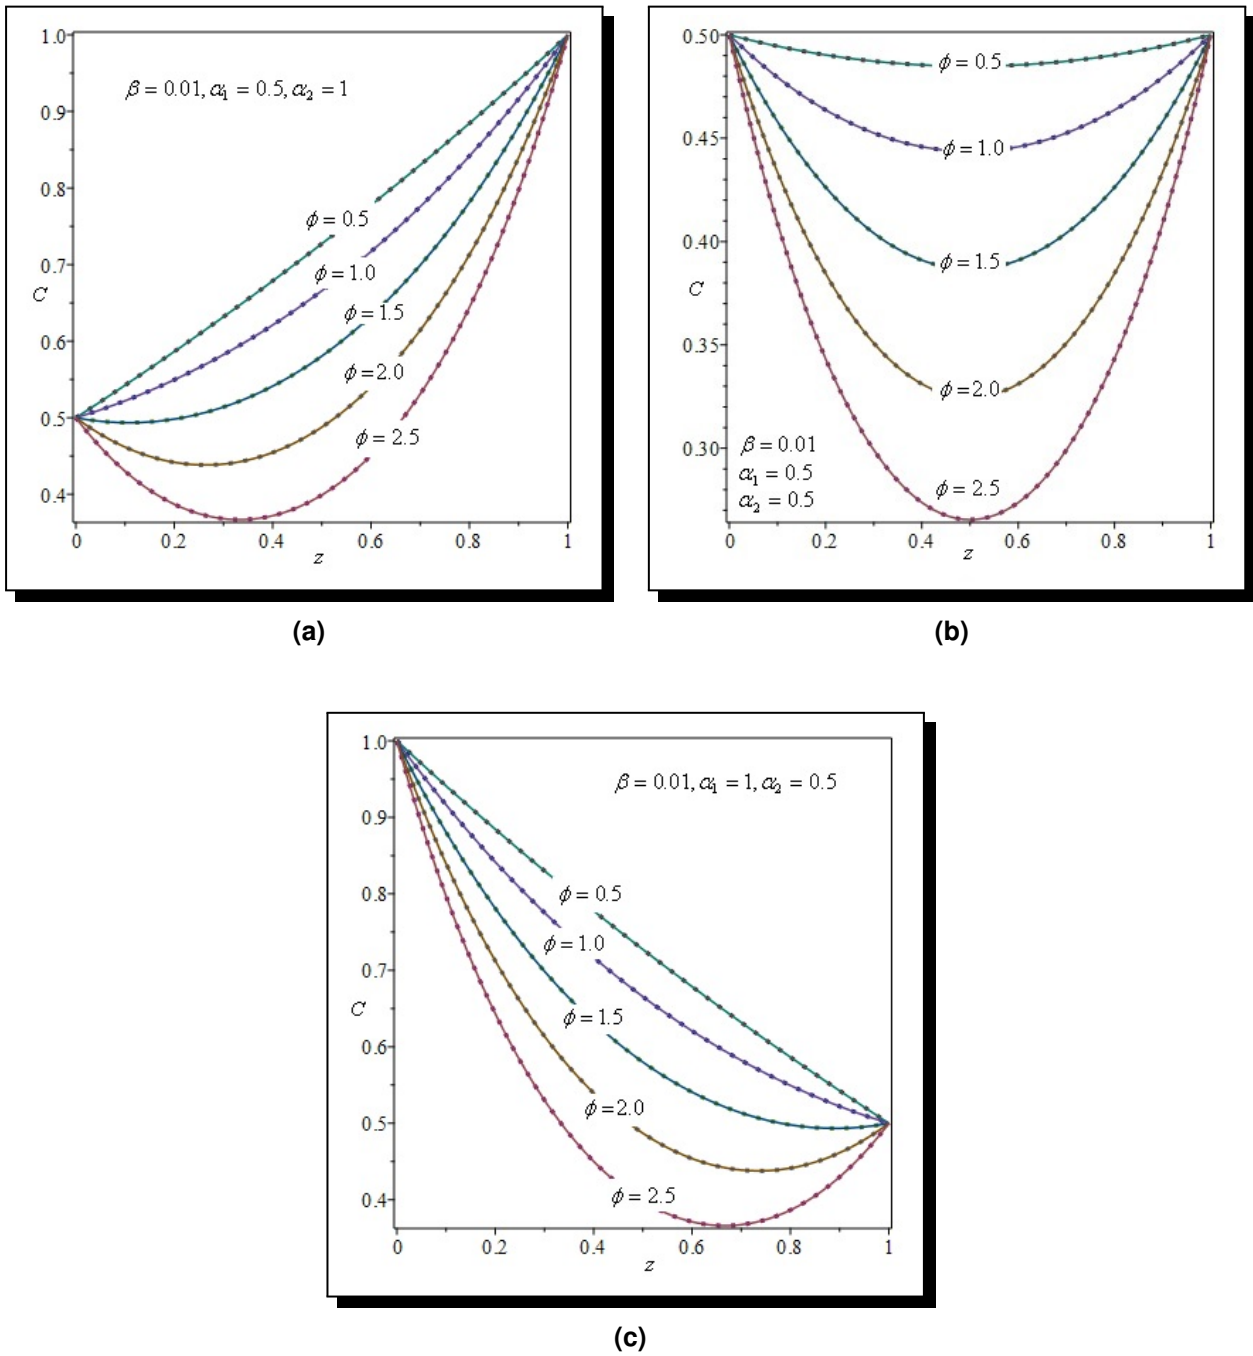 1.0
β = 0.01, α₁ = 0.5, α₂ = 1
0.9
0.8
ϕ = 0.5
0.7
ϕ = 1.0
C
ϕ = 1.5
0.6
ϕ = 2.0
0.5
ϕ = 2.5
0.4
0 0.2 0.4 0.6 0.8 1
z
(a)
0.50
ϕ = 0.5
0.45
ϕ = 1.0
0.40
ϕ = 1.5
C
0.35
ϕ = 2.0
0.30
β = 0.01
α₁ = 0.5
α₂ = 0.5
ϕ = 2.5
0 0.2 0.4 0.6 0.8 1
z
(b)
1.0
β = 0.01, α₁ = 1, α₂ = 0.5
0.9
0.8
ϕ = 0.5
ϕ = 1.0
0.7
C
ϕ = 1.5
0.6
ϕ = 2.0
0.5
0.4
ϕ = 2.5
0 0.2 0.4 0.6 0.8 1
z
(c)